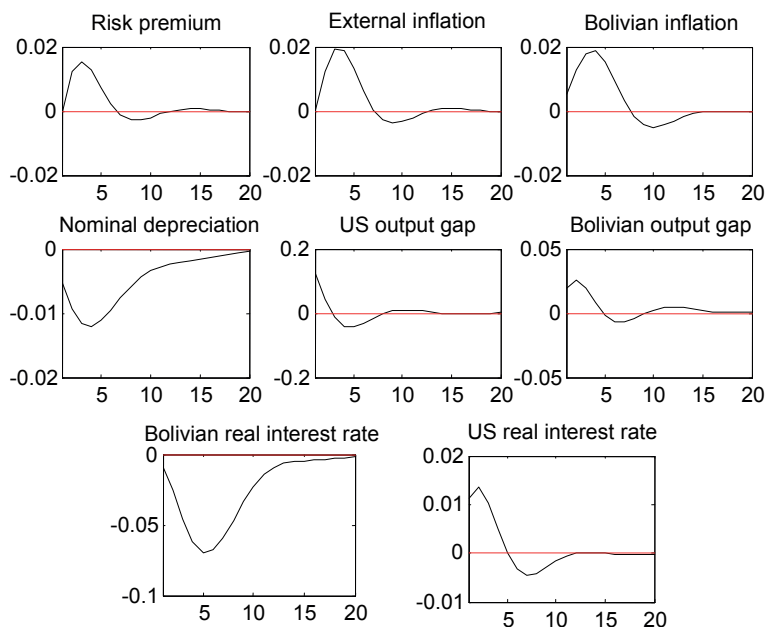 Risk premium
External inflation
Bolivian inflation
0.02
0
-0.02
5 10 15 20
0.02
0
-0.02
5 10 15 20
0.02
0
-0.02
5 10 15 20
Nominal depreciation
US output gap
Bolivian output gap
0
-0.01
-0.02
5 10 15 20
0.2
0
-0.2
5 10 15 20
0.05
0
-0.05
5 10 15 20
Bolivian real interest rate
US real interest rate
0
-0.05
-0.1
5 10 15 20
0.02
0.01
0
-0.01
5 10 15 20